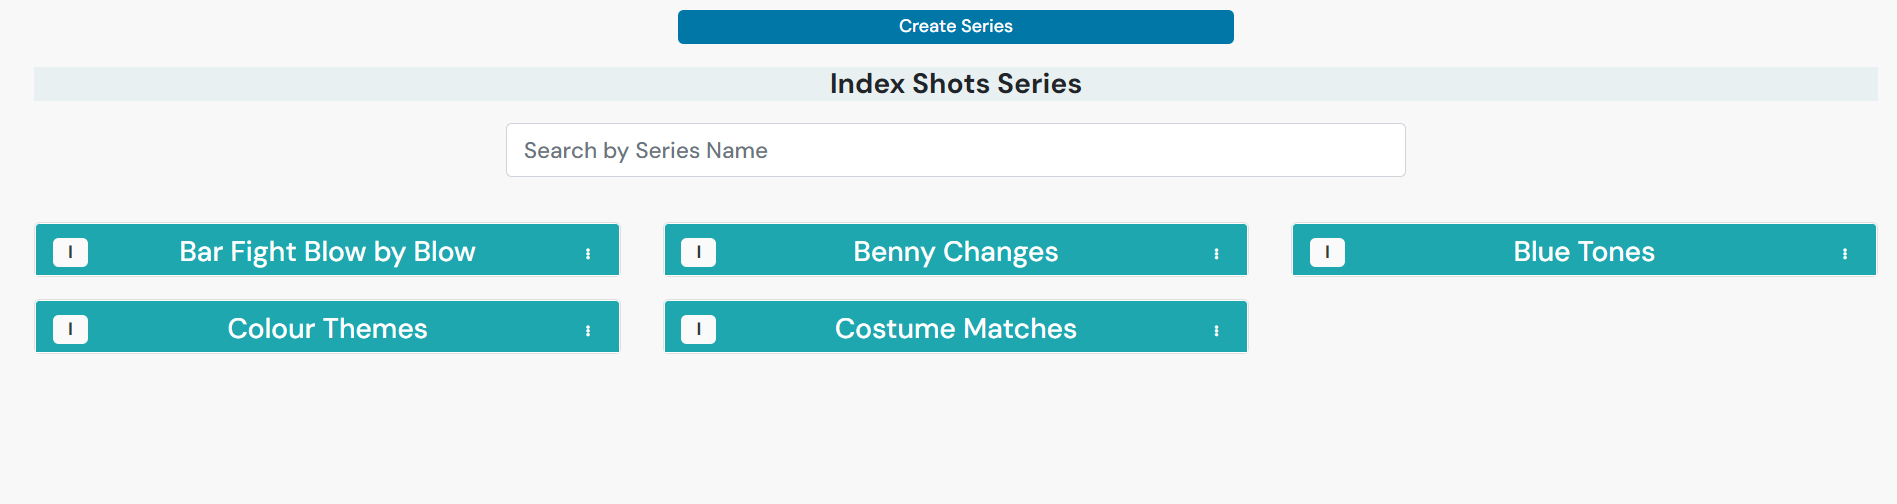 Create Series
Index Shots Series
Search by Series Name
I Bar Fight Blow by Blow
I Benny Changes
I Blue Tones
I Colour Themes
I Costume Matches